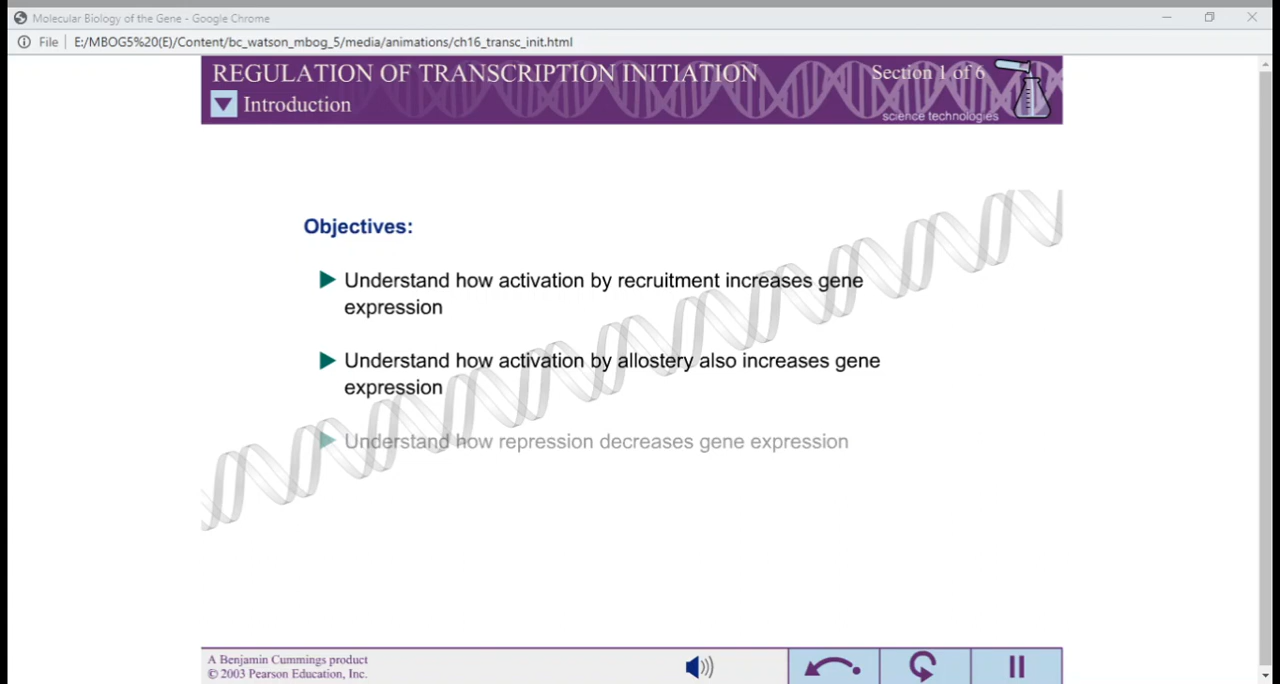 Molecular Biology of the Gene - Google Chrome
File | E:/MBOG5%20(E)/Content/bc_watson_mbog_5/media/animations/ch16_transc_init.html
REGULATION OF TRANSCRIPTION INITIATION
Section 1 of 6
Introduction
science technologies
Objectives:
Understand how activation by recruitment increases gene
expression
Understand how activation by allostery also increases gene
expression
Understand how repression decreases gene expression
A Benjamin Cummings product
© 2003 Pearson Education, Inc.